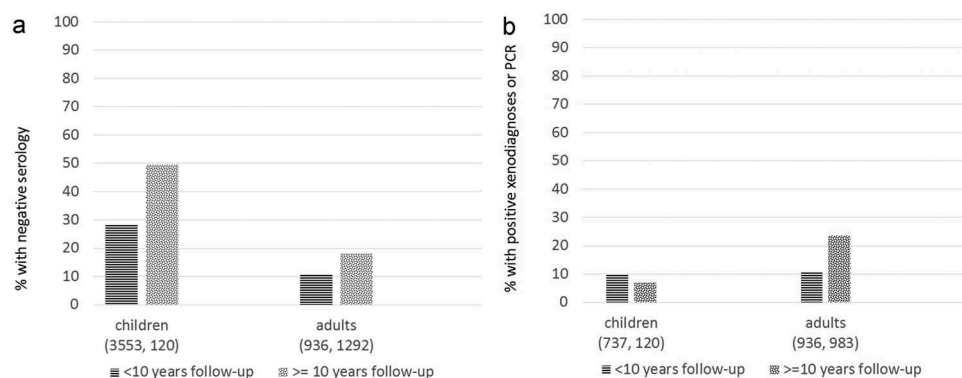 a
% with negative serology
100
90
80
70
60
50
40
30
20
10
0
children adults
(3553, 120) (936, 1292)
<10 years follow-up >= 10 years follow-up
b
% with positive xenodiagnoses or PCR
100
90
80
70
60
50
40
30
20
10
0
children adults
(737, 120) (936, 983)
<10 years follow-up >=10 years follow-up